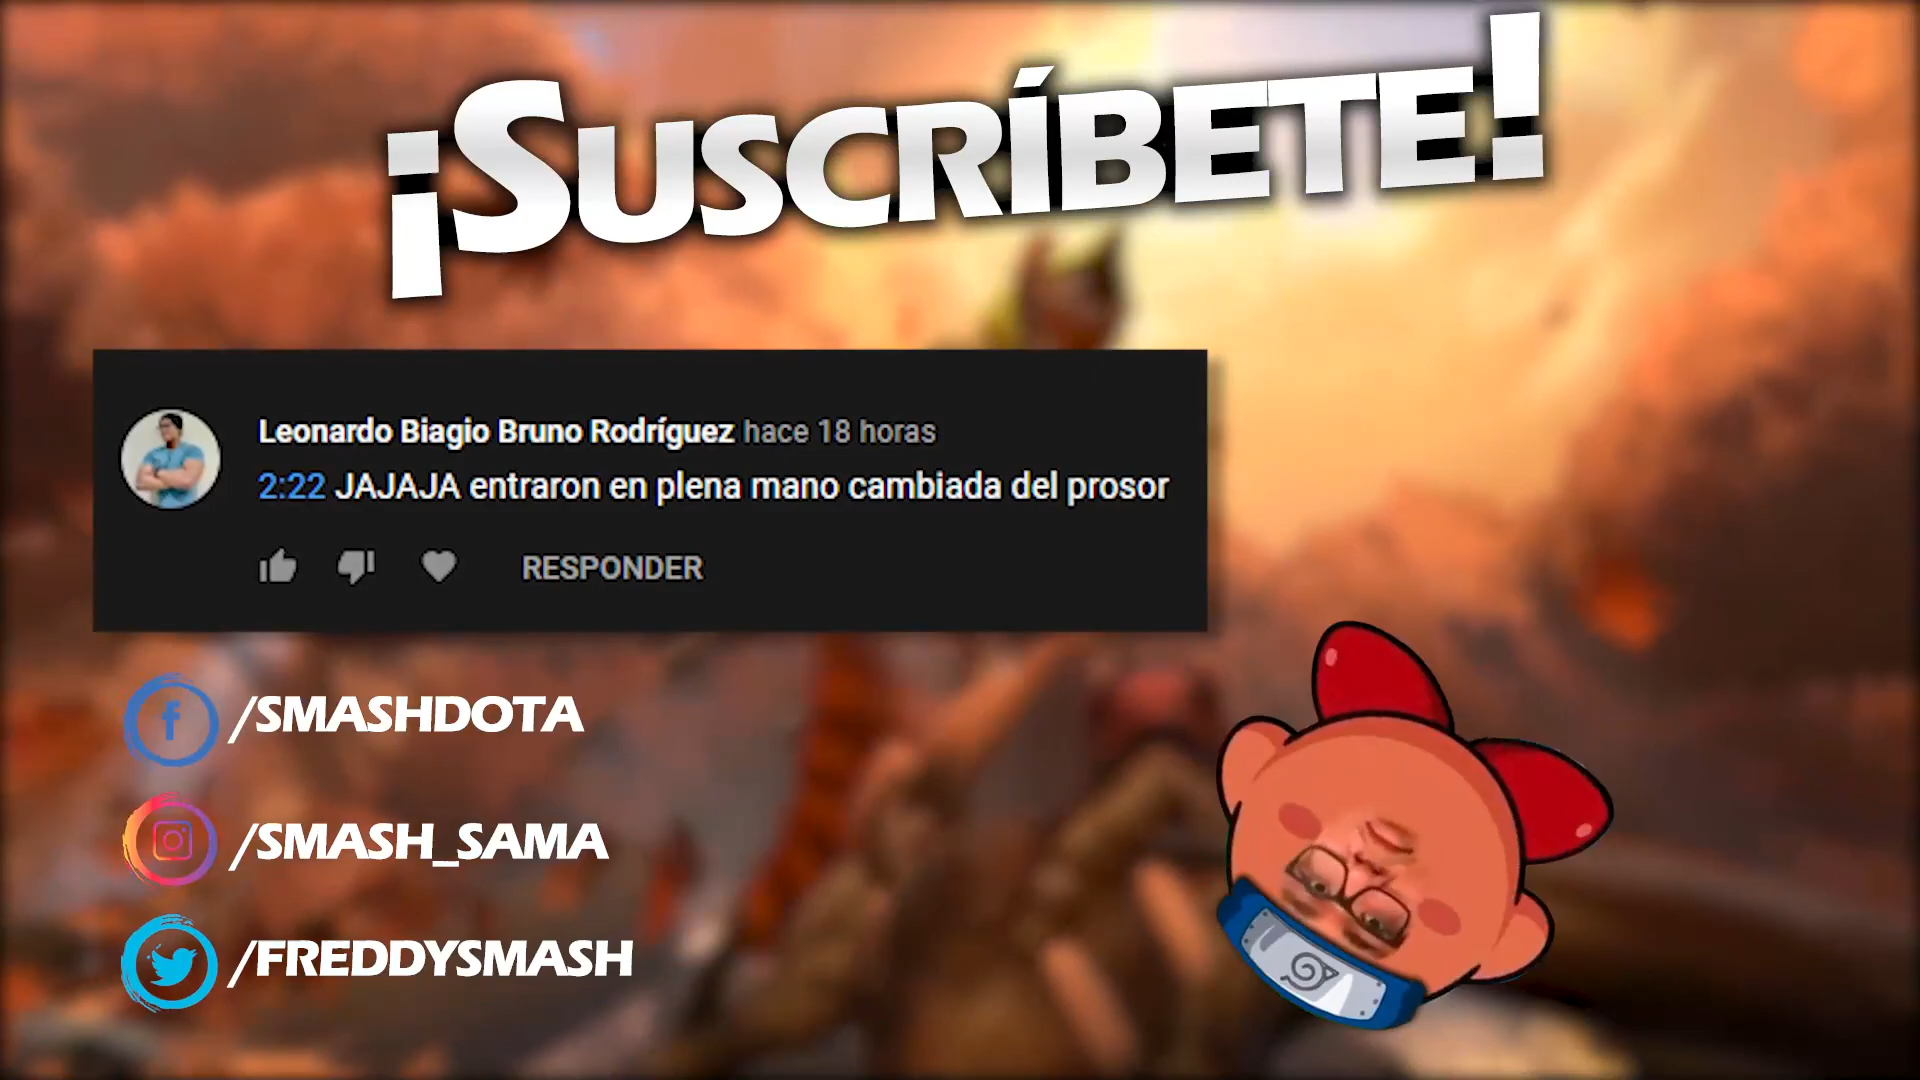 ¡SUSCRÍBETE!
Leonardo Biagio Bruno Rodríguez hace 18 horas
2:22 JAJAJA entraron en plena mano cambiada del prosor
RESPONDER
/SMASHDOTA
/SMASH_SAMA
/FREDDYSMASH